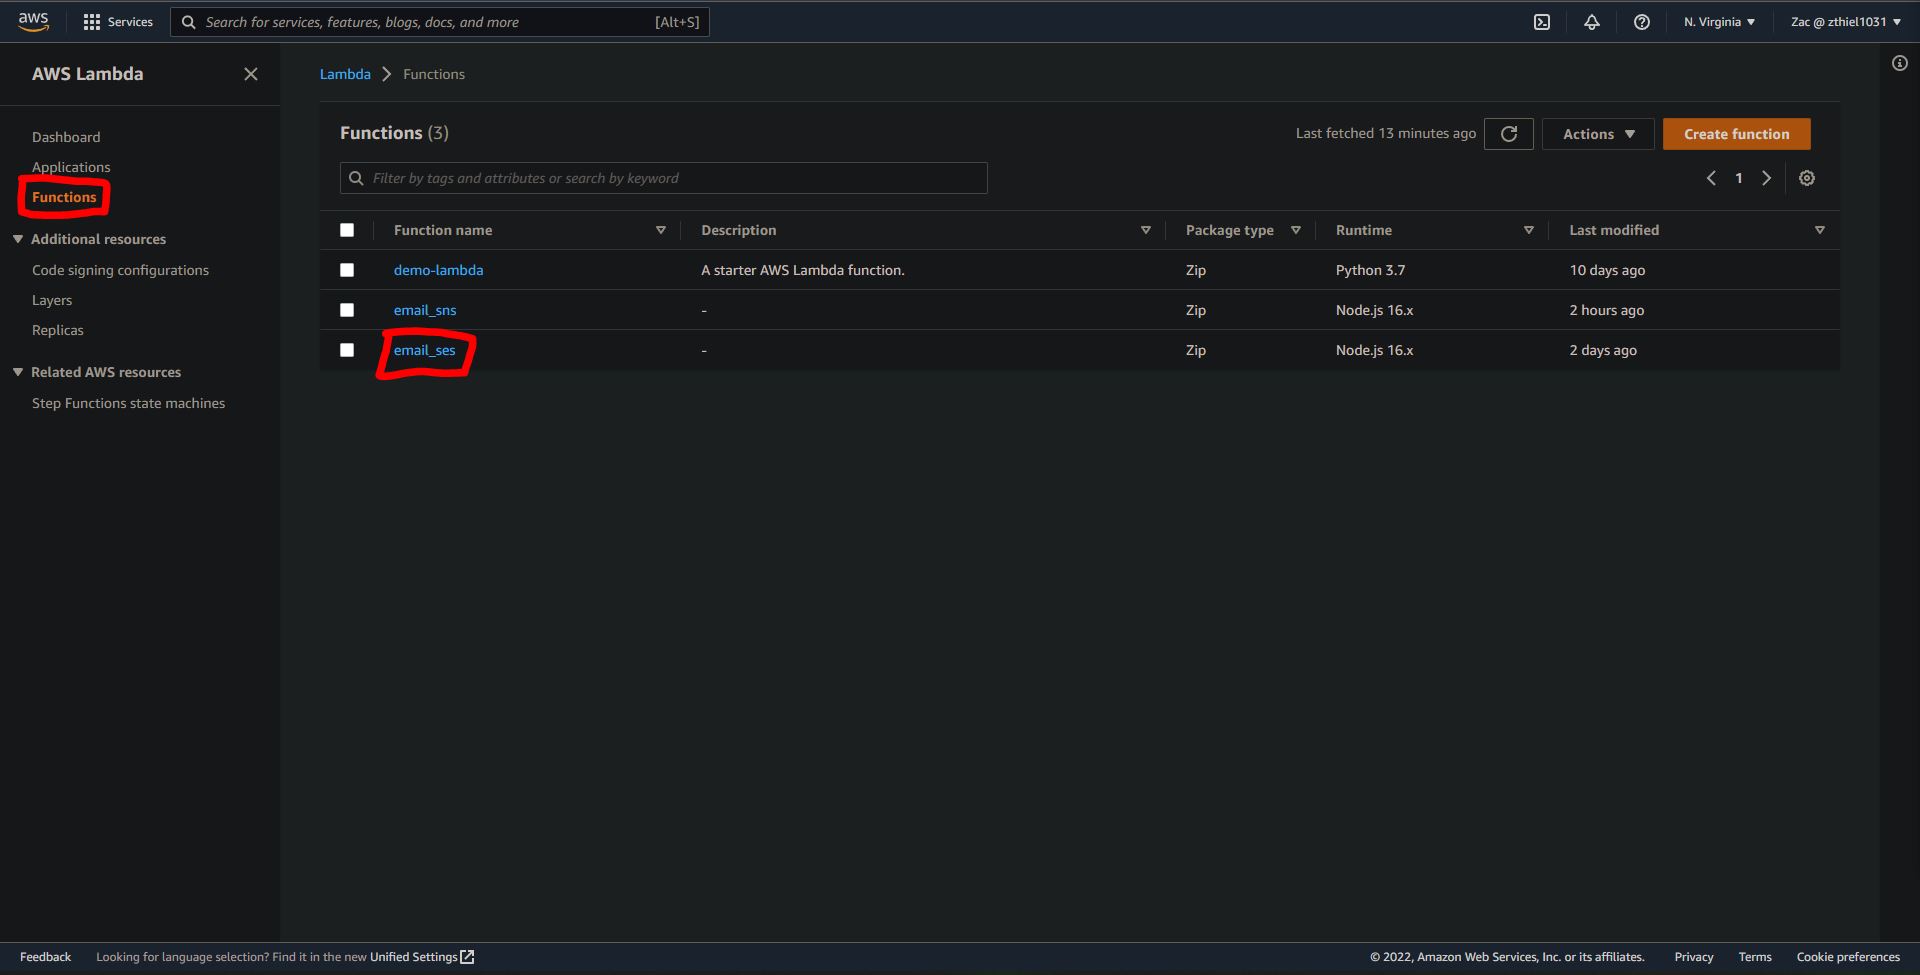 aws Services Search for services, features, blogs, docs, and more [Alt+S] N. Virginia Zac @ zthiel1031
AWS Lambda
Dashboard
Applications
Functions
Additional resources
Code signing configurations
Layers
Replicas
Related AWS resources
Step Functions state machines
Lambda Functions
Functions (3) Last fetched 13 minutes ago Actions Create function
Filter by tags and attributes or search by keyword 1
Function name Description Package type Runtime Last modified
demo-lambda A starter AWS Lambda function. Zip Python 3.7 10 days ago
email_sns - Zip Node.js 16.x 2 hours ago
email_ses - Zip Node.js 16.x 2 days ago
Feedback Looking for language selection? Find it in the new Unified Settings © 2022, Amazon Web Services, Inc. or its affiliates. Privacy Terms Cookie preferences